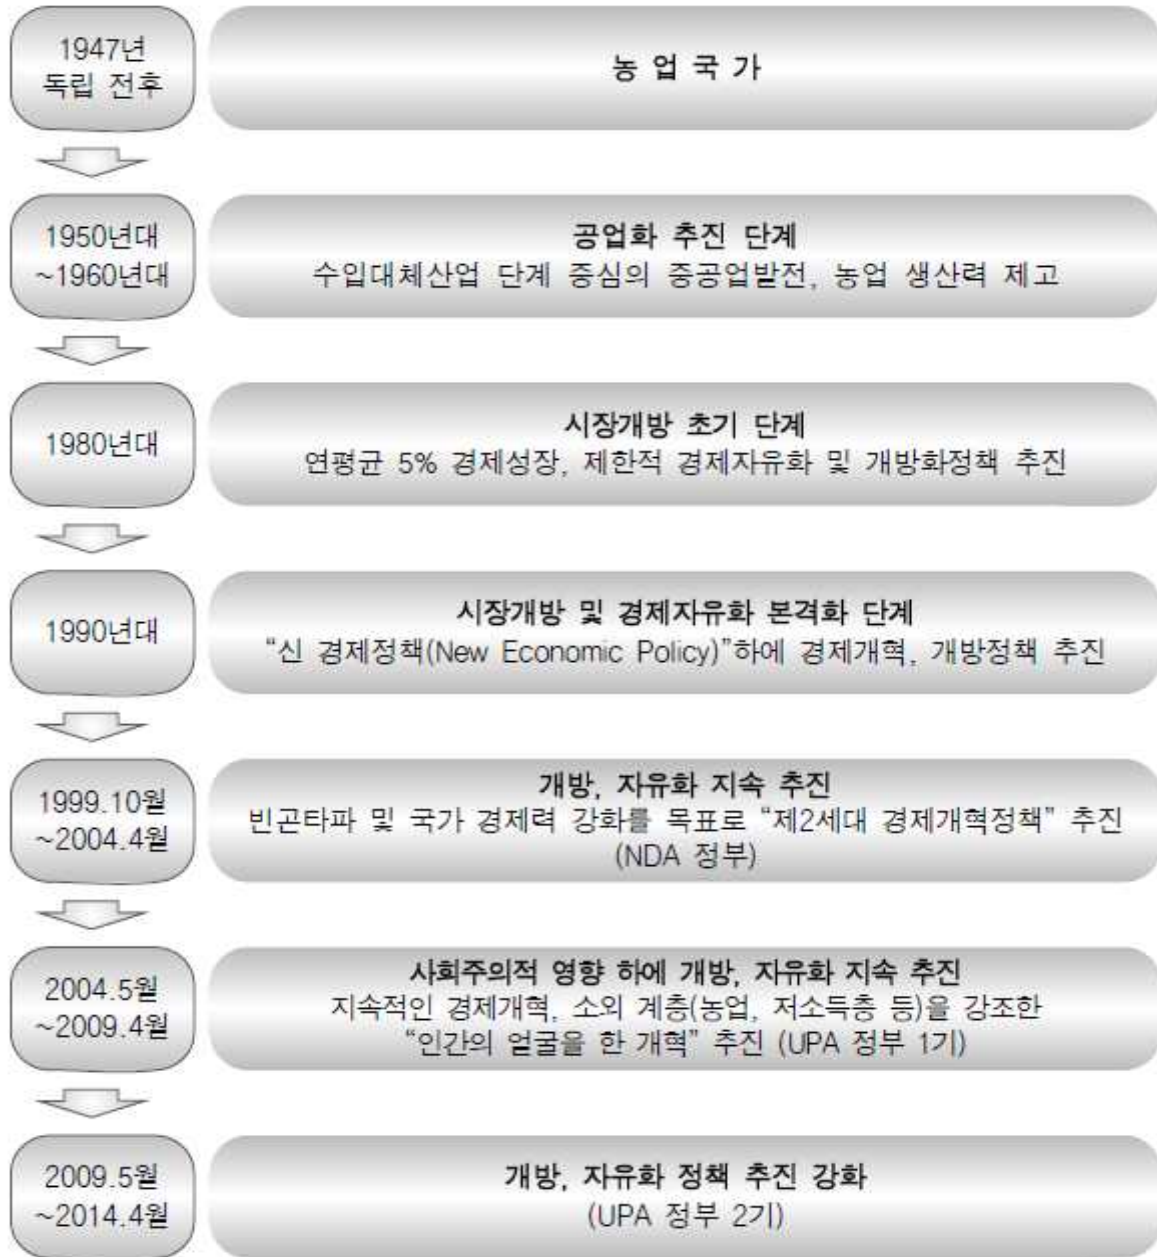 1947년
독립 전후
농 업 국 가
1950년대
~1960년대
공업화 추진 단계
수입대체산업 단계 중심의 중공업발전, 농업 생산력 제고
1980년대
시장개방 초기 단계
연평균 5% 경제성장, 제한적 경제자유화 및 개방화정책 추진
1990년대
시장개방 및 경제자유화 본격화 단계
“신 경제정책(New Economic Policy)”하에 경제개혁, 개방정책 추진
1999.10월
~2004.4월
개방, 자유화 지속 추진
빈곤타파 및 국가 경제력 강화를 목표로 “제2세대 경제개혁정책” 추진
(NDA 정부)
2004.5월
~2009.4월
사회주의적 영향 하에 개방, 자유화 지속 추진
지속적인 경제개혁, 소외 계층(농업, 저소득층 등)을 강조한
“인간의 얼굴을 한 개혁” 추진 (UPA 정부 1기)
2009.5월
~2014.4월
개방, 자유화 정책 추진 강화
(UPA 정부 2기)